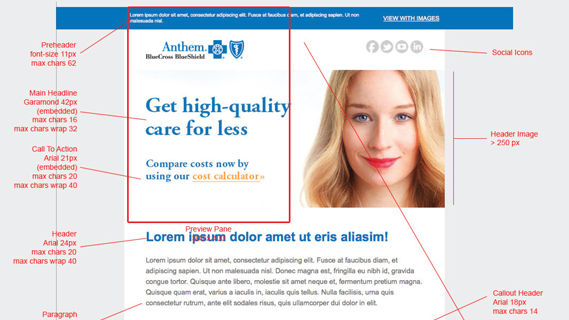 Lorem ipsum dolor sit amet, consectetur adipiscing elit. Fusce at faucibus diam, et adipiscing sem. Ut non
malesuada nisl.
VIEW WITH IMAGES
Preheader
font-size 11px
max chars 62
Anthem.
BlueCross BlueShield
Social Icons
Main Headline
Garamond 42px
(embedded)
max chars 16
max chars wrap 32
Get high-quality
care for less
Header Image
> 250 px
Call To Action
Arial 21px
(embedded)
max chars 20
max chars wrap 40
Compare costs now by
using our cost calculator »
Preview Pane
Header
Arial 24px
max chars 20
max chars wrap 40
Lorem ipsum dolor amet ut eris aliasim!
Lorem ipsum dolor sit amet, consectetur adipiscing elit. Fusce at faucibus diam, et
adipiscing sapien. Ut non malesuada nisl. Donec magna est, fringilla eu nibh id, gravida
congue tortor. Quisque ante libero, molestie sit amet neque et, fermentum pretium magna.
Quisque quam erat, varius a iaculis in, iaculis quis tellus. Nulla facilisis, urna quis
consectetur rutrum, ante elit sodales risus, quis ullamcorper dui dolor in elit.
Callout Header
Arial 18px
max chars 14
Paragraph